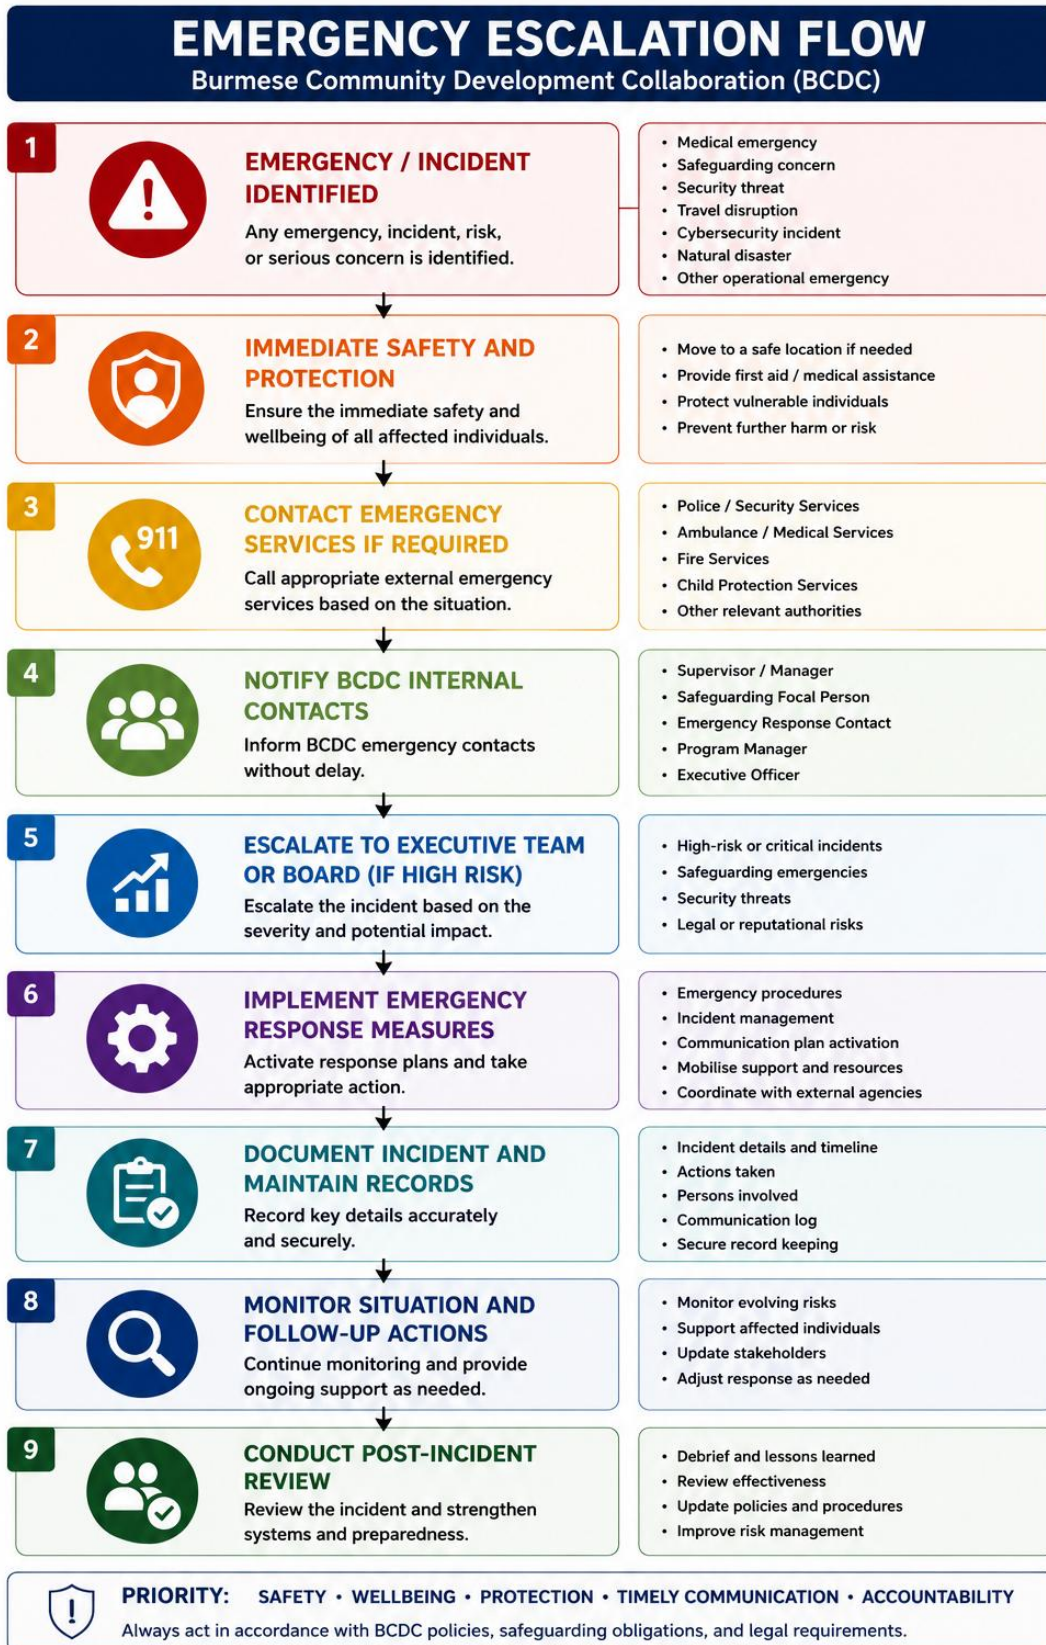 EMERGENCY ESCALATION FLOW
Burmese Community Development Collaboration (BCDC)
1
EMERGENCY / INCIDENT
IDENTIFIED
Any emergency, incident, risk,
or serious concern is identified.
• Medical emergency
• Safeguarding concern
• Security threat
• Travel disruption
• Cybersecurity incident
• Natural disaster
• Other operational emergency
2
IMMEDIATE SAFETY AND
PROTECTION
Ensure the immediate safety and
wellbeing of all affected individuals.
• Move to a safe location if needed
• Provide first aid / medical assistance
• Protect vulnerable individuals
• Prevent further harm or risk
3
911
CONTACT EMERGENCY
SERVICES IF REQUIRED
Call appropriate external emergency
services based on the situation.
• Police / Security Services
• Ambulance / Medical Services
• Fire Services
• Child Protection Services
• Other relevant authorities
4
NOTIFY BCDC INTERNAL
CONTACTS
Inform BCDC emergency contacts
without delay.
• Supervisor / Manager
• Safeguarding Focal Person
• Emergency Response Contact
• Program Manager
• Executive Officer
5
ESCALATE TO EXECUTIVE TEAM
OR BOARD (IF HIGH RISK)
Escalate the incident based on the
severity and potential impact.
• High-risk or critical incidents
• Safeguarding emergencies
• Security threats
• Legal or reputational risks
6
IMPLEMENT EMERGENCY
RESPONSE MEASURES
Activate response plans and take
appropriate action.
• Emergency procedures
• Incident management
• Communication plan activation
• Mobilise support and resources
• Coordinate with external agencies
7
DOCUMENT INCIDENT AND
MAINTAIN RECORDS
Record key details accurately
and securely.
• Incident details and timeline
• Actions taken
• Persons involved
• Communication log
• Secure record keeping
8
MONITOR SITUATION AND
FOLLOW-UP ACTIONS
Continue monitoring and provide
ongoing support as needed.
• Monitor evolving risks
• Support affected individuals
• Update stakeholders
• Adjust response as needed
9
CONDUCT POST-INCIDENT
REVIEW
Review the incident and strengthen
systems and preparedness.
• Debrief and lessons learned
• Review effectiveness
• Update policies and procedures
• Improve risk management
PRIORITY: SAFETY • WELLBEING • PROTECTION • TIMELY COMMUNICATION • ACCOUNTABILITY
Always act in accordance with BCDC policies, safeguarding obligations, and legal requirements.